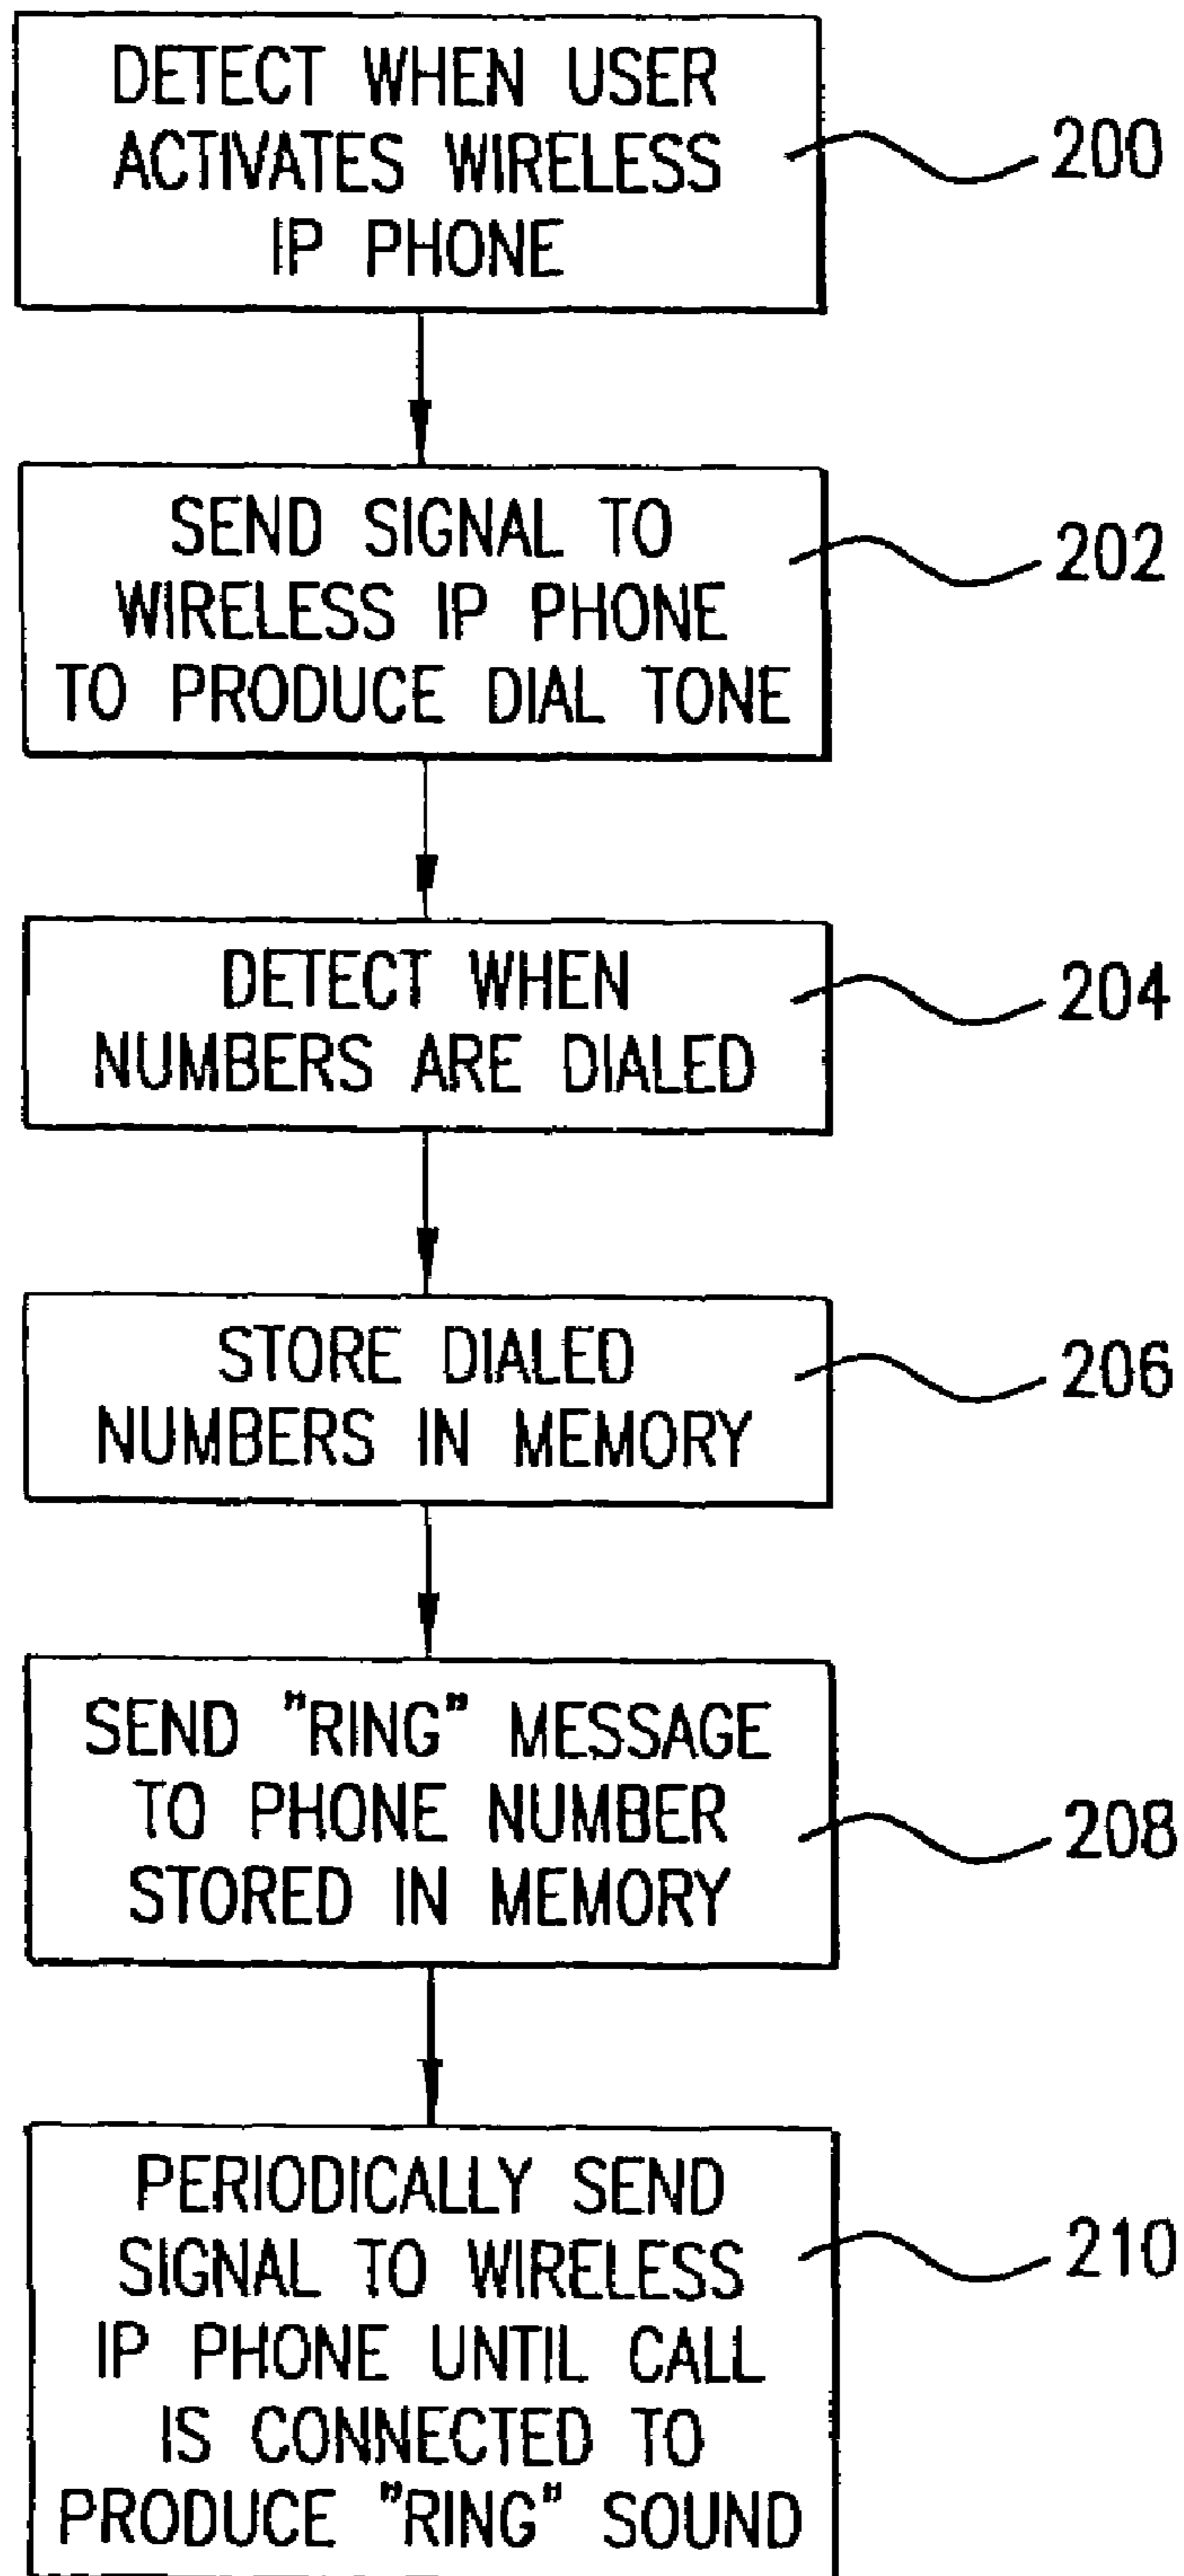 DETECT WHEN USER
ACTIVATES WIRELESS
IP PHONE
200
SEND SIGNAL TO
WIRELESS IP PHONE
TO PRODUCE DIAL TONE
202
DETECT WHEN
NUMBERS ARE DIALED
204
STORE DIALED
NUMBERS IN MEMORY
206
SEND "RING" MESSAGE
TO PHONE NUMBER
STORED IN MEMORY
208
PERIODICALLY SEND
SIGNAL TO WIRELESS
IP PHONE UNTIL CALL
IS CONNECTED TO
PRODUCE "RING" SOUND
210